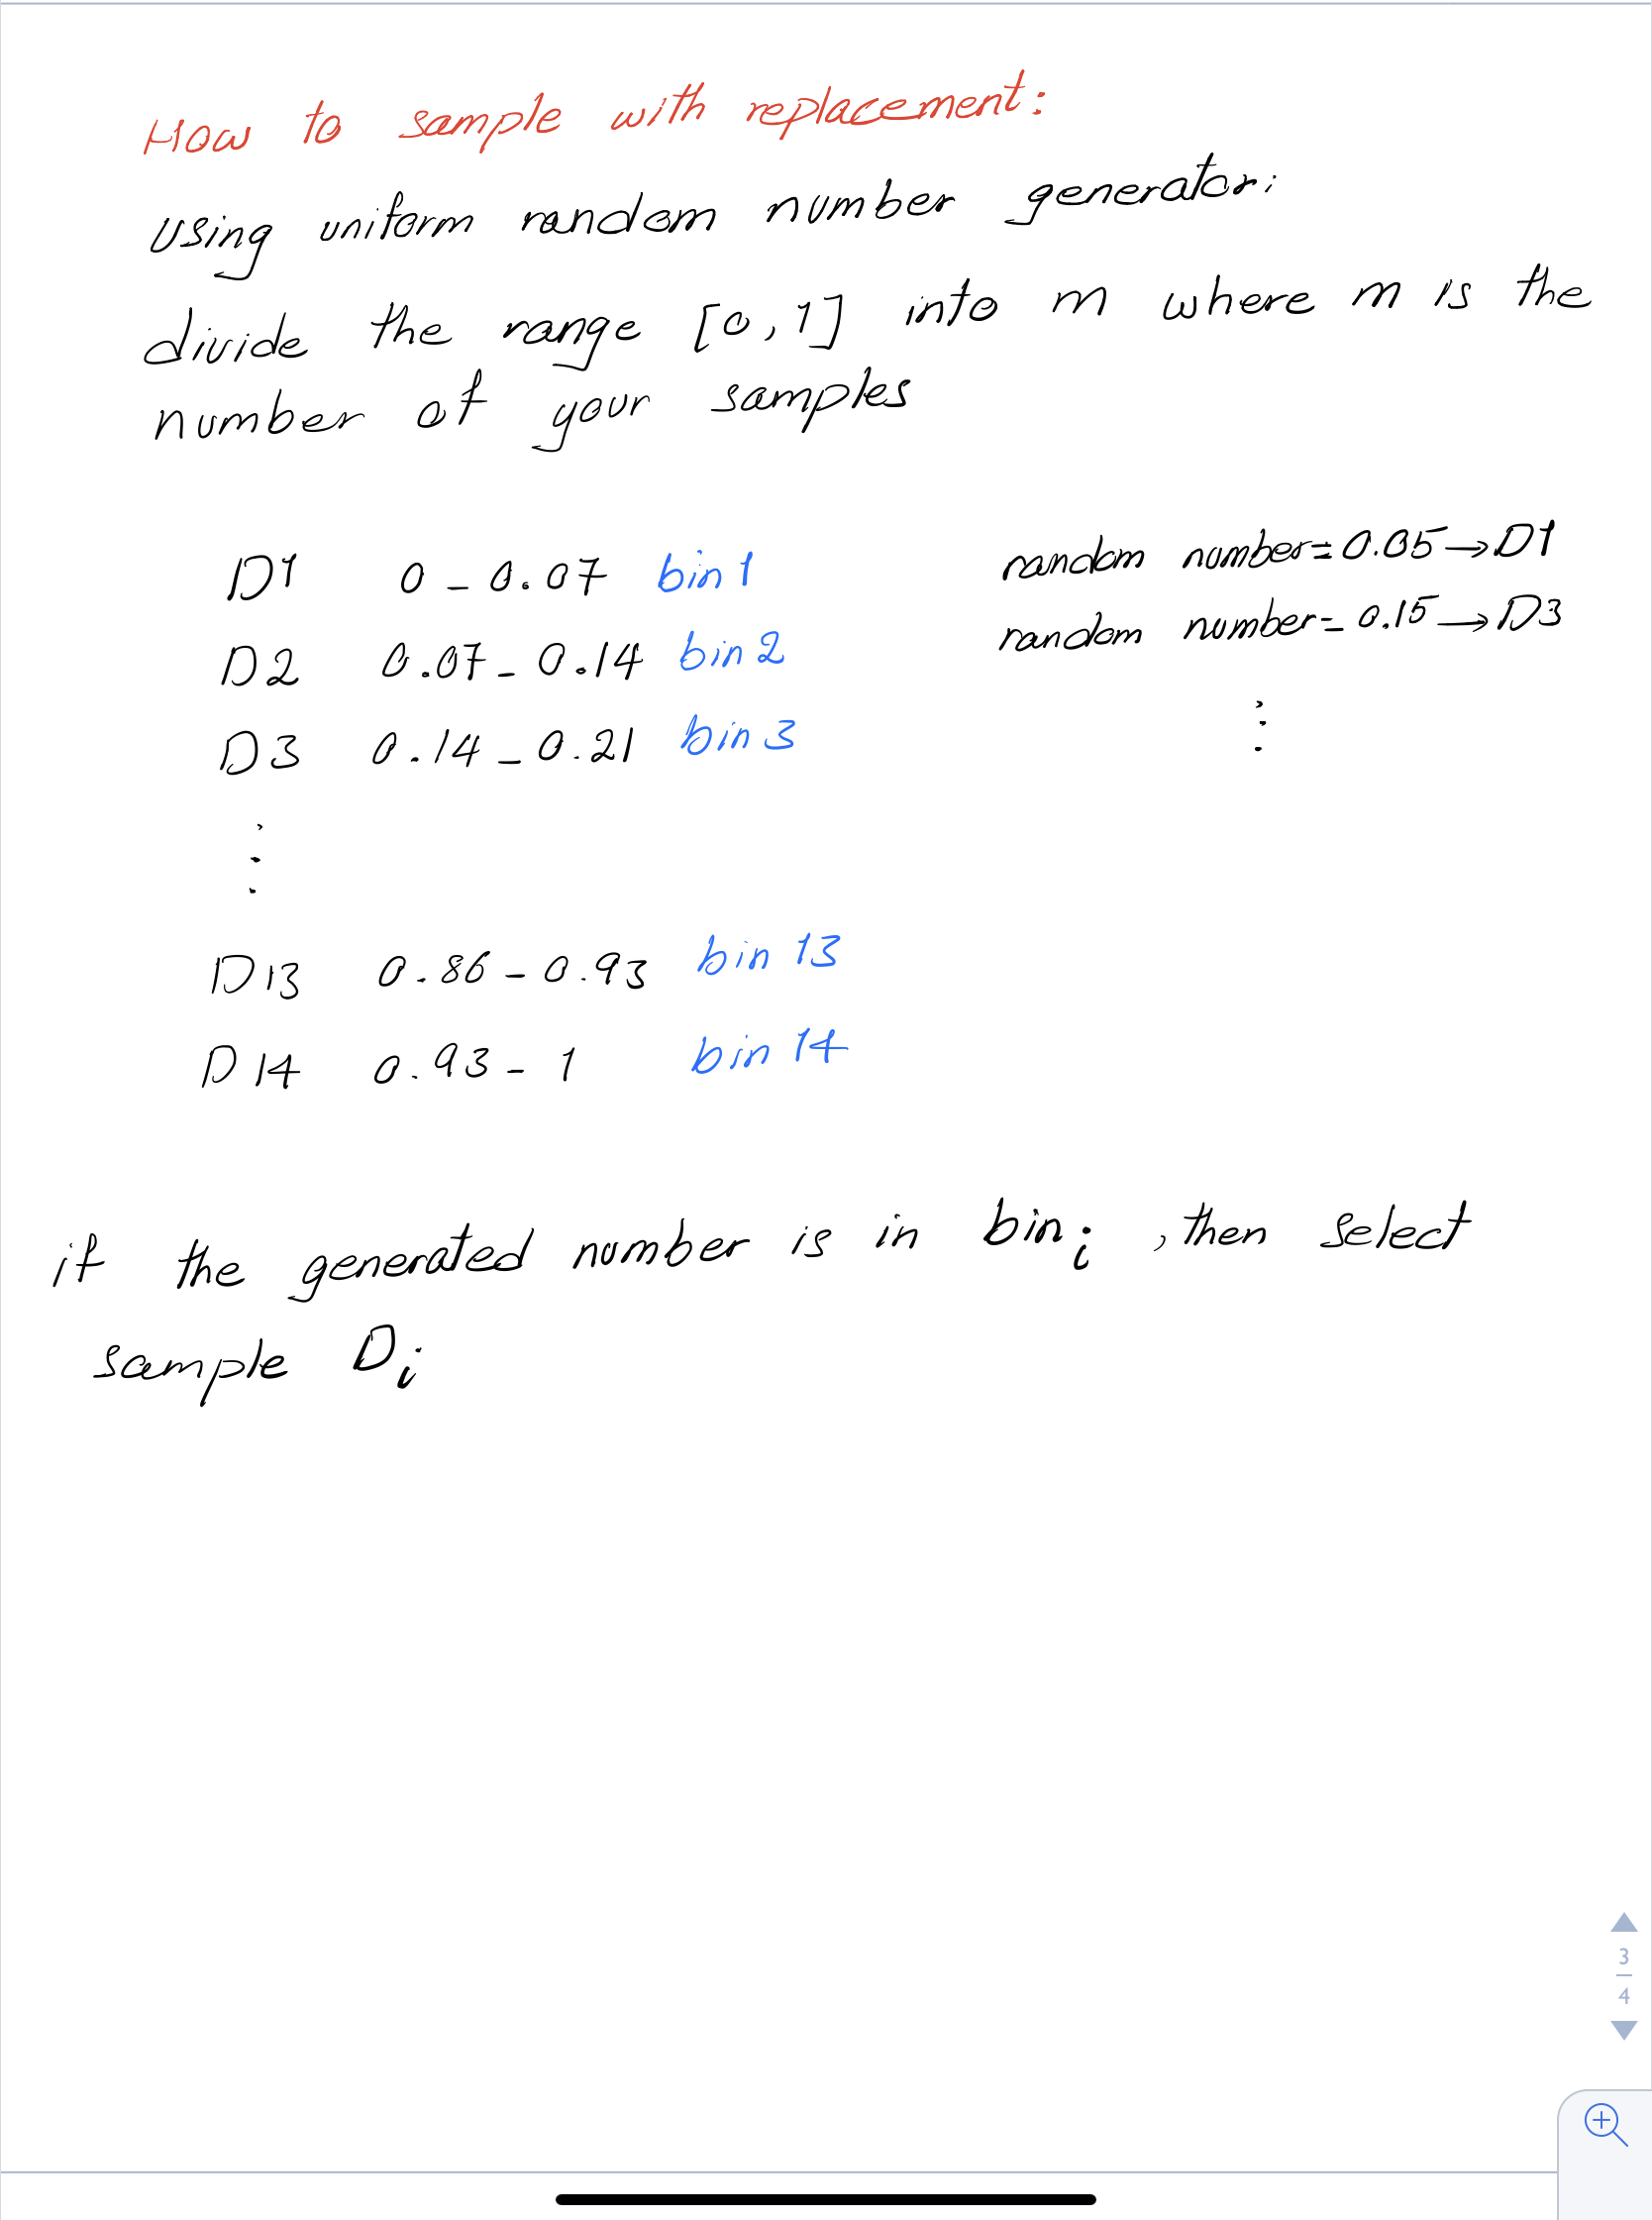 How to sample with replacement:
Using uniform random number generator:
divide the range [0,1] into m where m is the
number of your samples
D1 0 - 0.07 bin 1
D2 0.07 - 0.14 bin 2
D3 0.14 - 0.21 bin 3
⋮
D13 0.86 - 0.93 bin 13
D14 0.93 - 1 bin 14
random number = 0.05 → D1
random number = 0.15 → D3
⋮
if the generated number is in bin i , then select
sample D i
3
4